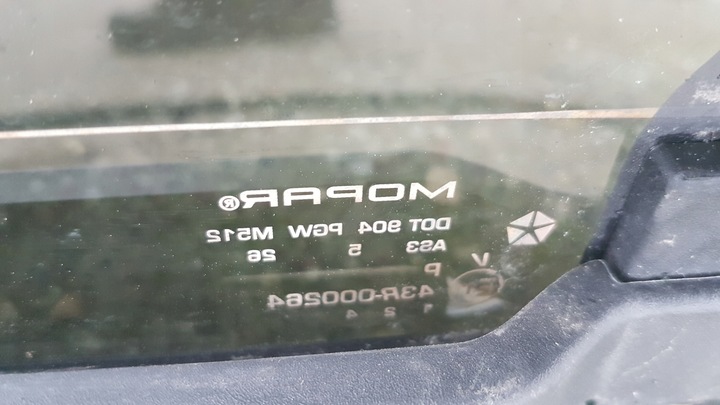 MOPAR®
DOT 904 PGW M512
AS3 5 26
V
P
43R-000264
1 2 4